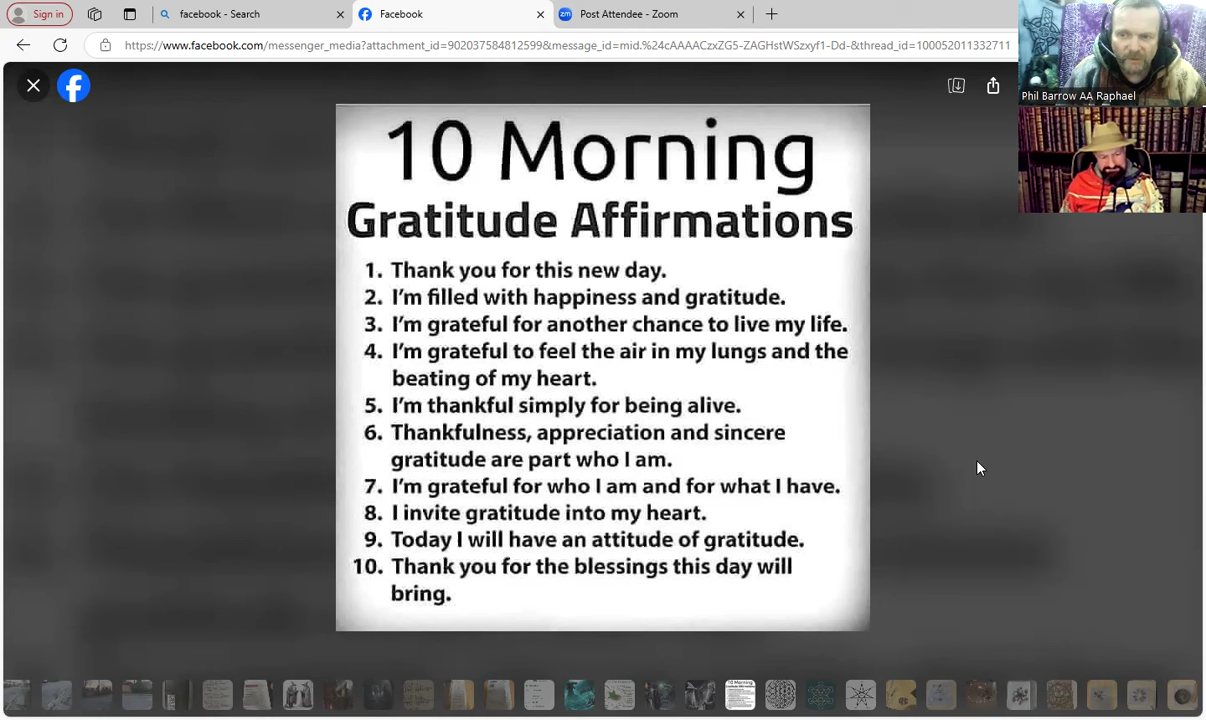 Sign in
facebook - Search
Facebook
Post Attendee - Zoom
https://www.facebook.com/messenger_media?attachment_id=902037584812599&message_id=mid.%24cAAAACzxZG5-ZAGHstWSzxyf1-Dd-&thread_id=100052011332711
Phil Barrow AA Raphael
10 Morning
Gratitude Affirmations
1. Thank you for this new day.
2. I'm filled with happiness and gratitude.
3. I'm grateful for another chance to live my life.
4. I'm grateful to feel the air in my lungs and the
beating of my heart.
5. I'm thankful simply for being alive.
6. Thankfulness, appreciation and sincere
gratitude are part who I am.
7. I'm grateful for who I am and for what I have.
8. I invite gratitude into my heart.
9. Today I will have an attitude of gratitude.
10. Thank you for the blessings this day will
bring.
10 Morning
Gratitude Affirmations